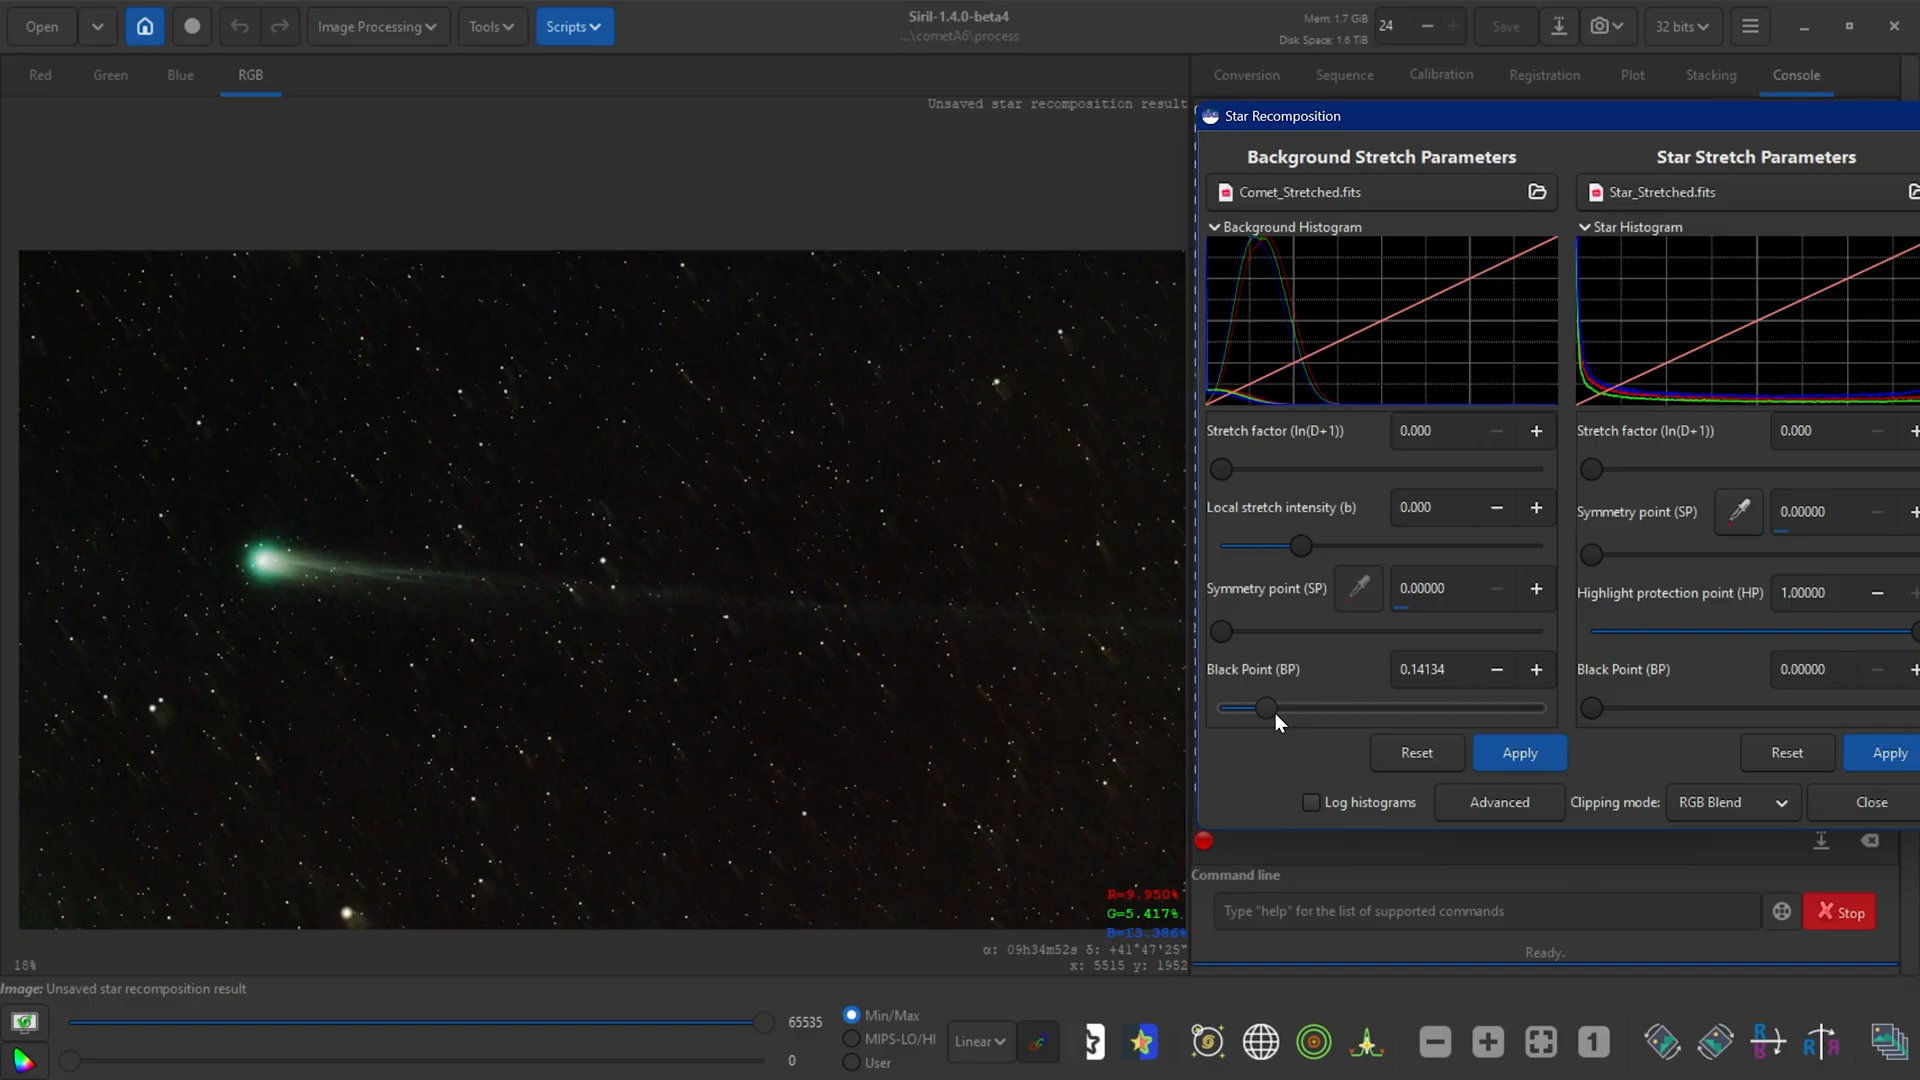 Open
Image Processing
Tools
Scripts
Siril-1.4.0-beta4
...\cometA6\process
Mem: 1.7 GiB
Disk Space: 1.6 TiB
24
Save
32 bits
Red
Green
Blue
RGB
Conversion
Sequence
Calibration
Registration
Plot
Stacking
Console
Unsaved star recomposition result
Star Recomposition
Background Stretch Parameters
Star Stretch Parameters
Comet_Stretched.fits
Star_Stretched.fits
Background Histogram
Star Histogram
Stretch factor (ln(D+1))
0.000
Stretch factor (ln(D+1))
0.000
Local stretch intensity (b)
0.000
Symmetry point (SP)
0.00000
Symmetry point (SP)
0.00000
Highlight protection point (HP)
1.00000
Black Point (BP)
0.14134
Black Point (BP)
0.00000
Reset
Apply
Reset
Apply
Log histograms
Advanced
Clipping mode:
RGB Blend
Close
Command line
Type "help" for the list of supported commands
Stop
Ready.
R=9.950%
G=5.417%
B=13.386%
α: 09h34m52s δ: +41°47'25"
x: 5515 y: 1952
18%
Image: Unsaved star recomposition result
65535
0
Min/Max
MIPS-LO/HI
User
Linear
1
R
R
R R